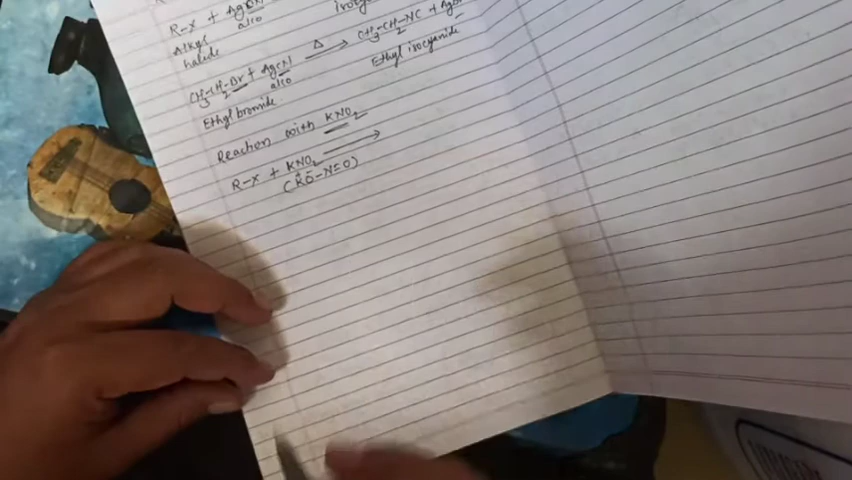 R-X + AgCN
Alkyl alco
halide
CH₃-CH₂-Br + AgCN →(Δ) CH₃-CH₂-NC +
Ethyl bromide alco Ethyl isocyanide
Reaction with KNO₂
R-X + KNO₂ →
(K⁺O⁻-N=O)